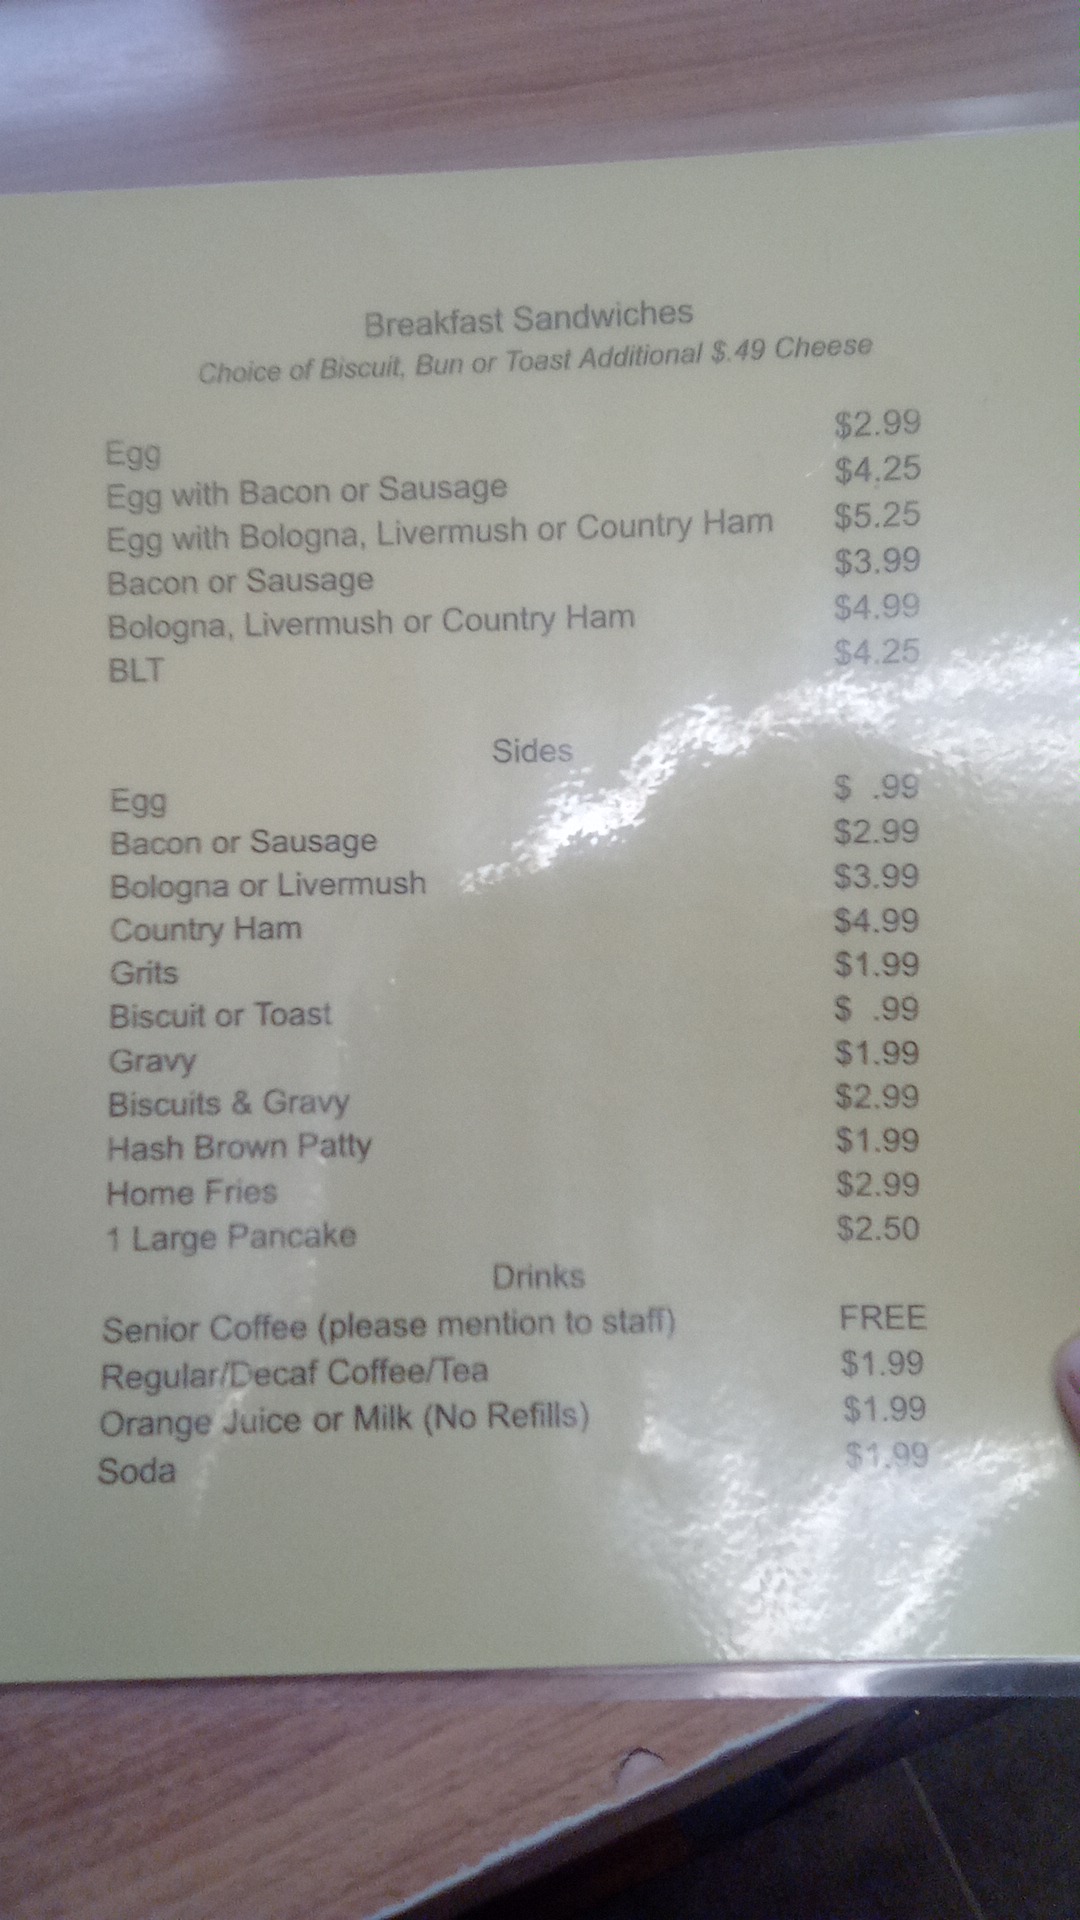 Breakfast Sandwiches
Choice of Biscuit, Bun or Toast Additional $.49 Cheese
Egg $2.99
Egg with Bacon or Sausage $4.25
Egg with Bologna, Livermush or Country Ham $5.25
Bacon or Sausage $3.99
Bologna, Livermush or Country Ham $4.99
BLT $4.25
Sides
Egg $ .99
Bacon or Sausage $2.99
Bologna or Livermush $3.99
Country Ham $4.99
Grits $1.99
Biscuit or Toast $ .99
Gravy $1.99
Biscuits & Gravy $2.99
Hash Brown Patty $1.99
Home Fries $2.99
1 Large Pancake $2.50
Drinks
Senior Coffee (please mention to staff) FREE
Regular/Decaf Coffee/Tea $1.99
Orange Juice or Milk (No Refills) $1.99
Soda $1.99